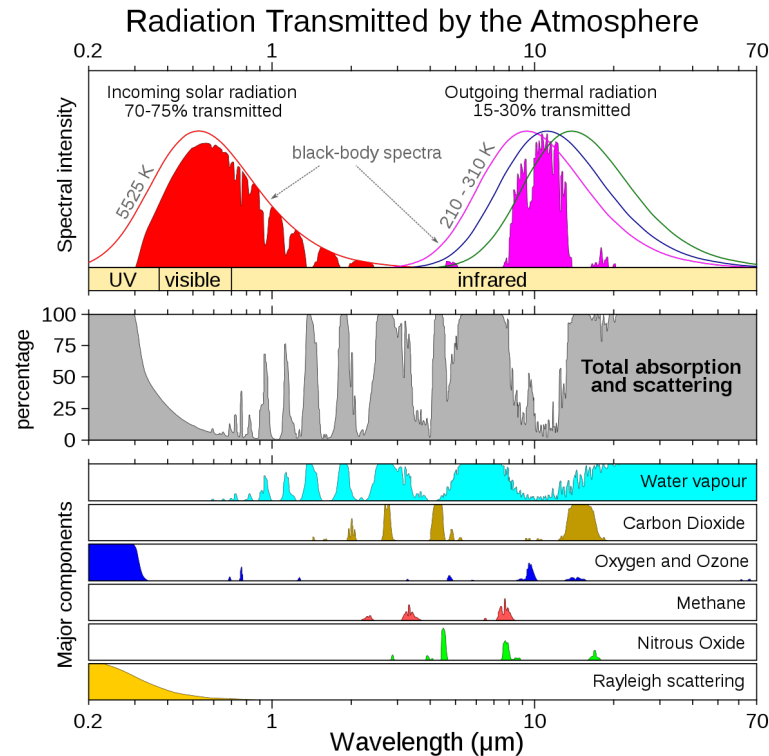 Radiation Transmitted by the Atmosphere
0.2 1 10 70
Incoming solar radiation
70-75% transmitted
Outgoing thermal radiation
15-30% transmitted
Spectral intensity
5525 K
black-body spectra
210 - 310 K
UV visible infrared
percentage
100
75
50
25
0
Total absorption
and scattering
Major components
Water vapour
Carbon Dioxide
Oxygen and Ozone
Methane
Nitrous Oxide
Rayleigh scattering
0.2 1 10 70
Wavelength (μm)